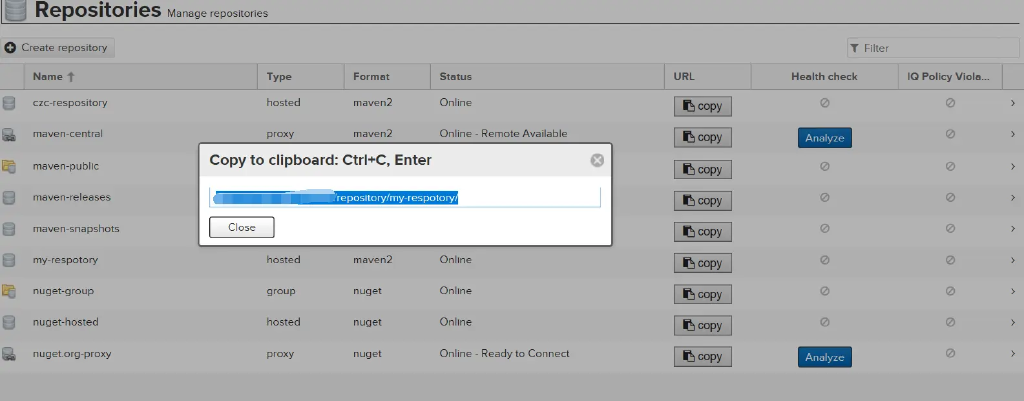 Repositories Manage repositories
Create repository Filter
Name Type Format Status URL Health check IQ Policy Viola...
czc-respository hosted maven2 Online copy
maven-central proxy maven2 Online - Remote Available copy Analyze
maven-public copy
maven-releases copy
maven-snapshots copy
Copy to clipboard: Ctrl+C, Enter
/repository/my-respotory/
Close
my-respotory hosted maven2 Online copy
nuget-group group nuget Online copy
nuget-hosted hosted nuget Online copy
nuget.org-proxy proxy nuget Online - Ready to Connect copy Analyze